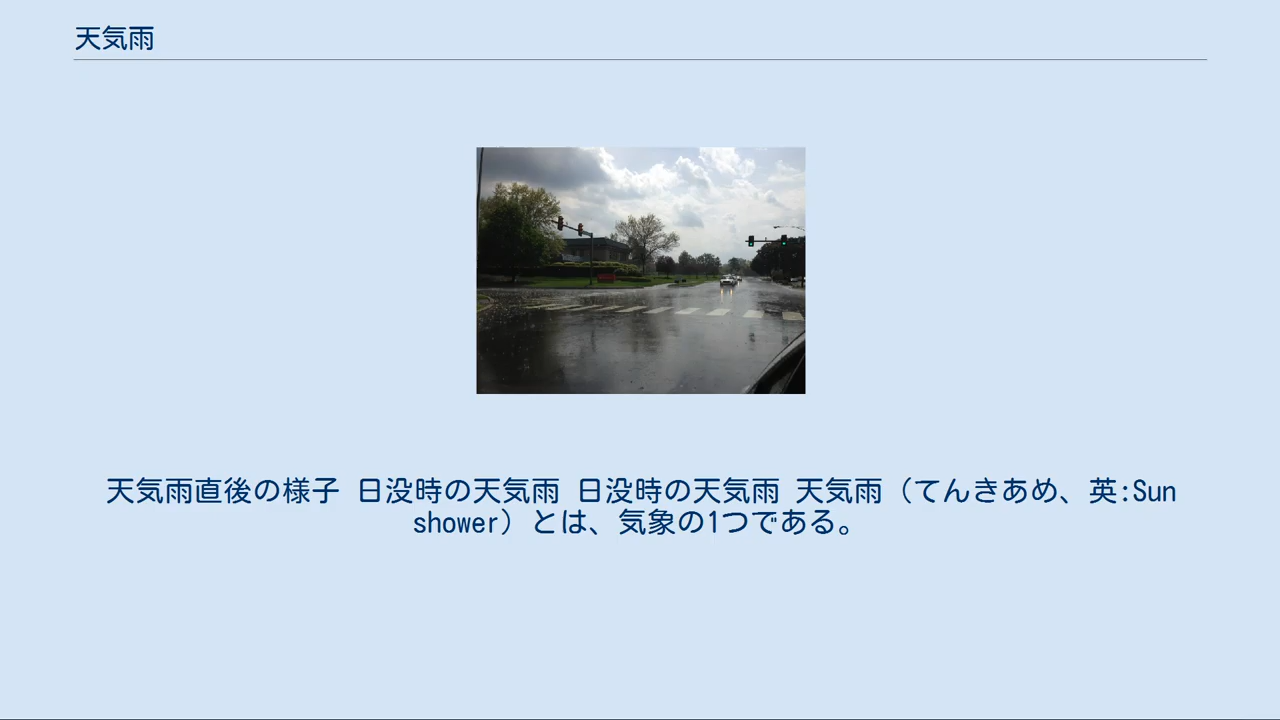 天気雨
天気雨直後の様子 日没時の天気雨 日没時の天気雨 天気雨（てんきあめ、英:Sun
shower）とは、気象の1つである。